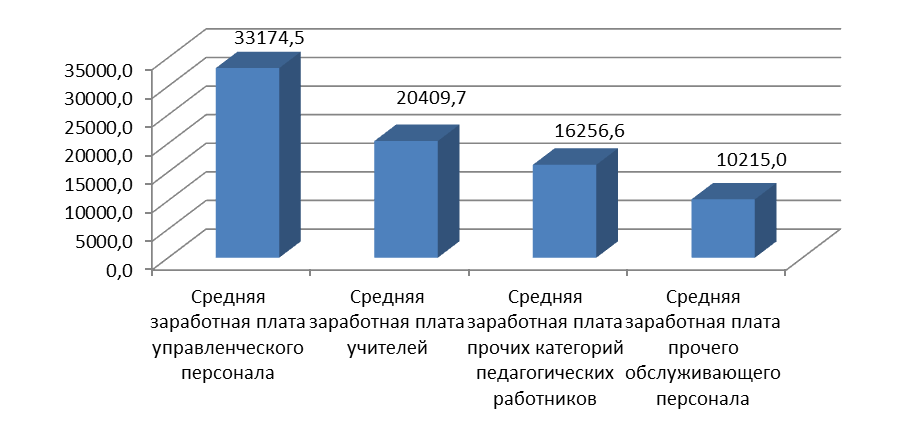 33174,5
20409,7
16256,6
10215,0
35000,0
30000,0
25000,0
20000,0
15000,0
10000,0
5000,0
0,0
Средняя
заработная плата
управленческого
персонала
Средняя
заработная плата
учителей
Средняя
заработная плата
прочих категорий
педагогических
работников
Средняя
заработная плата
прочего
обслуживающего
персонала